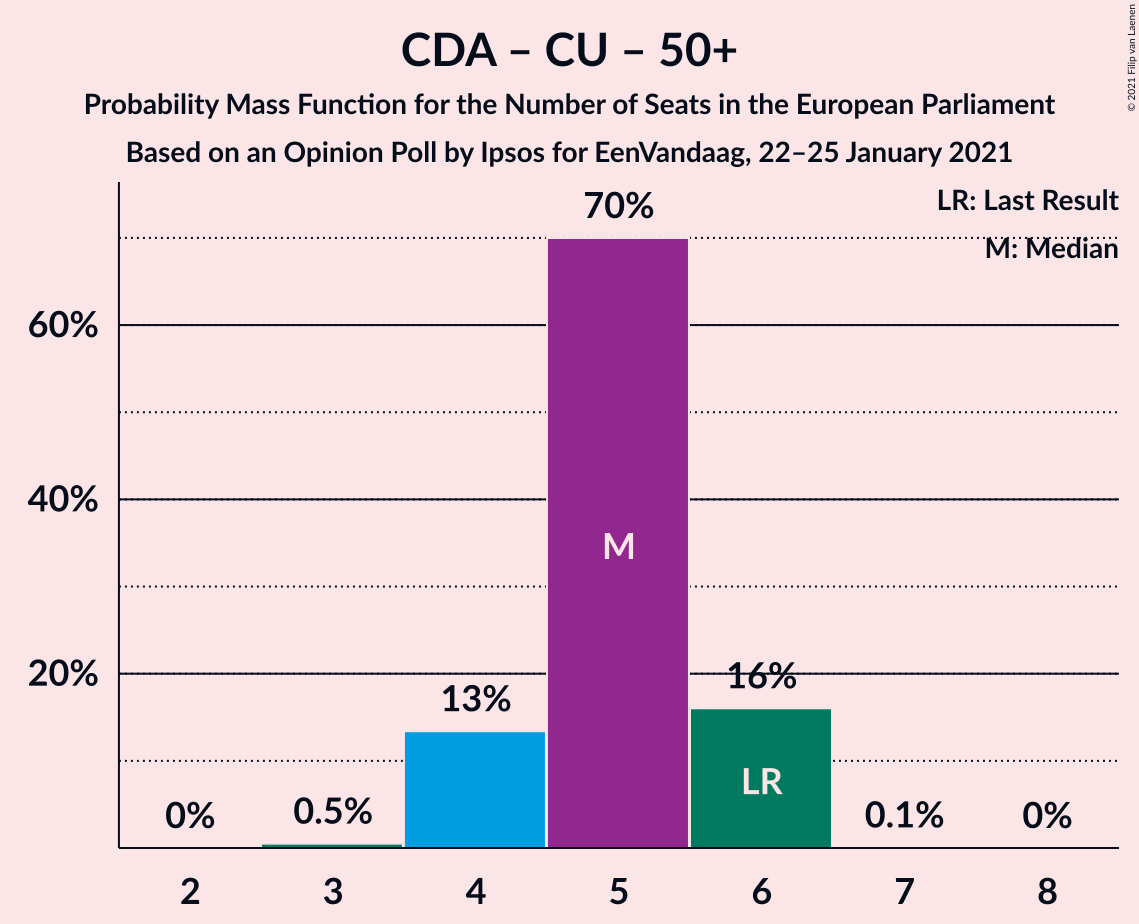 CDA – CU – 50+
Probability Mass Function for the Number of Seats in the European Parliament
Based on an Opinion Poll by Ipsos for EenVandaag, 22–25 January 2021
© 2021 Filip van Laenen
LR: Last Result
M: Median
70%
60%
40%
20%
0%
0.5%
13%
M
16%
LR
0.1%
0%
2 3 4 5 6 7 8